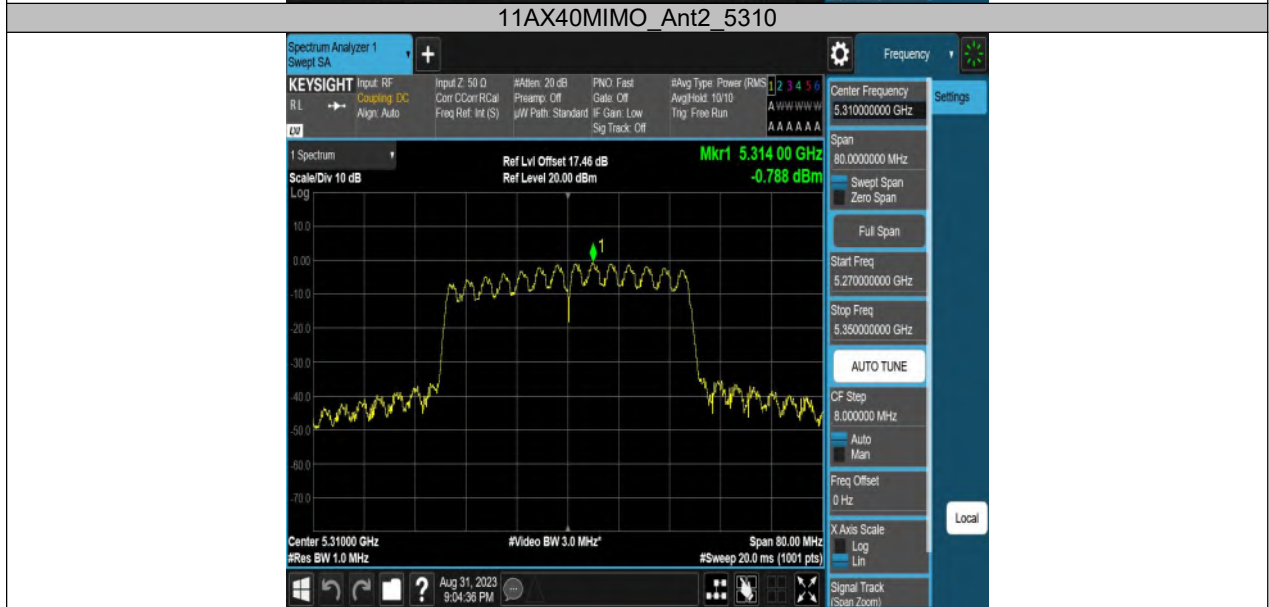 11AX40MIMO_Ant2_5310
Spectrum Analyzer 1
Swept SA
+
Frequency
KEYSIGHT
RL
LXI
Input: RF
Coupling: DC
Align: Auto
Input Z: 50 Ω
Corr CCorr RCal
Freq Ref: Int (S)
#Atten: 20 dB
Preamp: Off
µW Path: Standard
PNO: Fast
Gate: Off
IF Gain: Low
Sig Track: Off
#Avg Type: Power (RMS
Avg|Hold: 10/10
Trig: Free Run
1 2 3 4 5 6
A W W W W W
A A A A A A
Center Frequency
5.310000000 GHz
Settings
Span
80.0000000 MHz
Swept Span
Zero Span
Full Span
Start Freq
5.270000000 GHz
Stop Freq
5.350000000 GHz
AUTO TUNE
CF Step
8.000000 MHz
Auto
Man
Freq Offset
0 Hz
X Axis Scale
Log
Lin
Signal Track
(Span Zoom)
Local
1 Spectrum
Scale/Div 10 dB
Log
Ref Lvl Offset 17.46 dB
Ref Level 20.00 dBm
Mkr1 5.314 00 GHz
-0.788 dBm
1
10.0
0.00
-10.0
-20.0
-30.0
-40.0
-50.0
-60.0
-70.0
Center 5.31000 GHz
#Res BW 1.0 MHz
#Video BW 3.0 MHz*
Span 80.00 MHz
#Sweep 20.0 ms (1001 pts)
?
Aug 31, 2023
9:04:36 PM